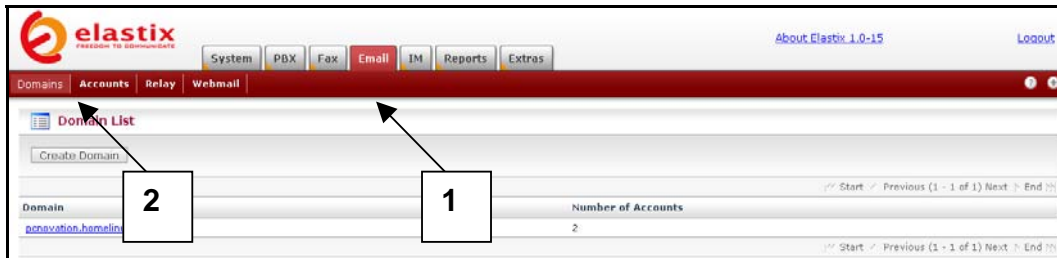 elastix
FREEDOM TO COMMUNICATE
About Elastix 1.0-15
Logout
System PBX Fax Email IM Reports Extras
Domains Accounts Relay Webmail
Domain List
Create Domain
Start Previous (1 - 1 of 1) Next End
2
1
Domain Number of Accounts
2
Start Previous (1 - 1 of 1) Next End